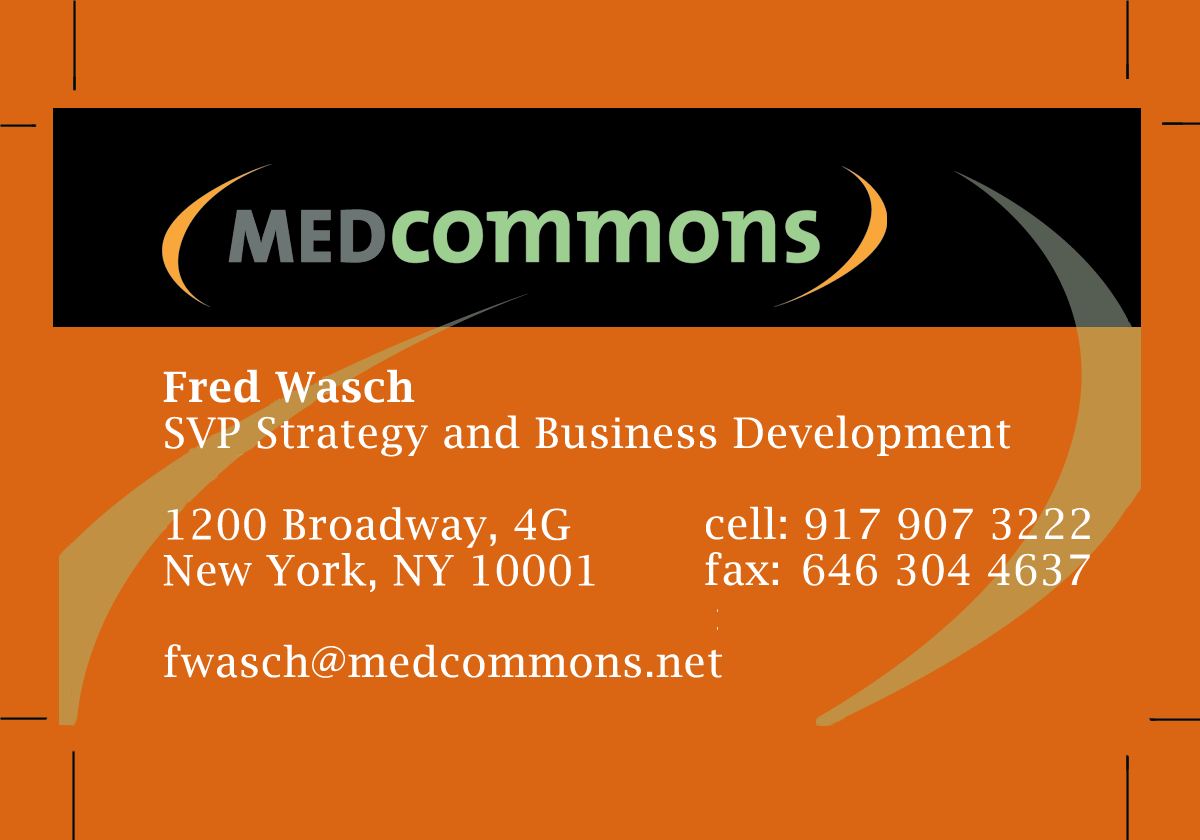 MEDcommons
Fred Wasch
SVP Strategy and Business Development
1200 Broadway, 4G
New York, NY 10001
cell: 917 907 3222
fax: 646 304 4637
fwasch@medcommons.net